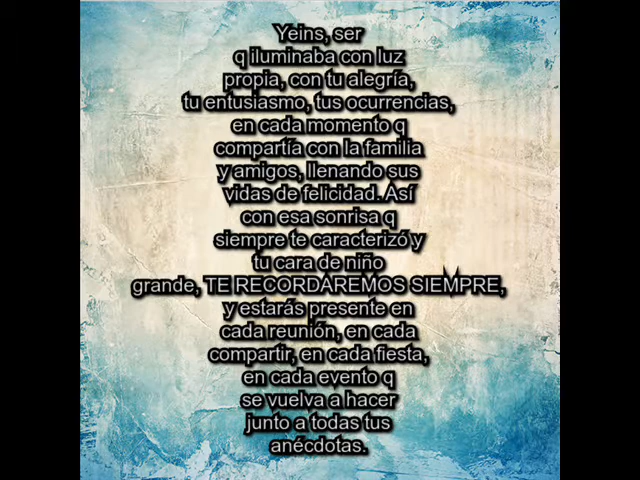 Yeins, ser
q iluminaba con luz
propia, con tu alegría,
tu entusiasmo, tus ocurrencias,
en cada momento q
compartía con la familia
y amigos, llenando sus
vidas de felicidad. Así
con esa sonrisa q
siempre te caracterizó y
tu cara de niño
grande, TE RECORDAREMOS SIEMPRE,
y estarás presente en
cada reunión, en cada
compartir, en cada fiesta,
en cada evento q
se vuelva a hacer
junto a todas tus
anécdotas.